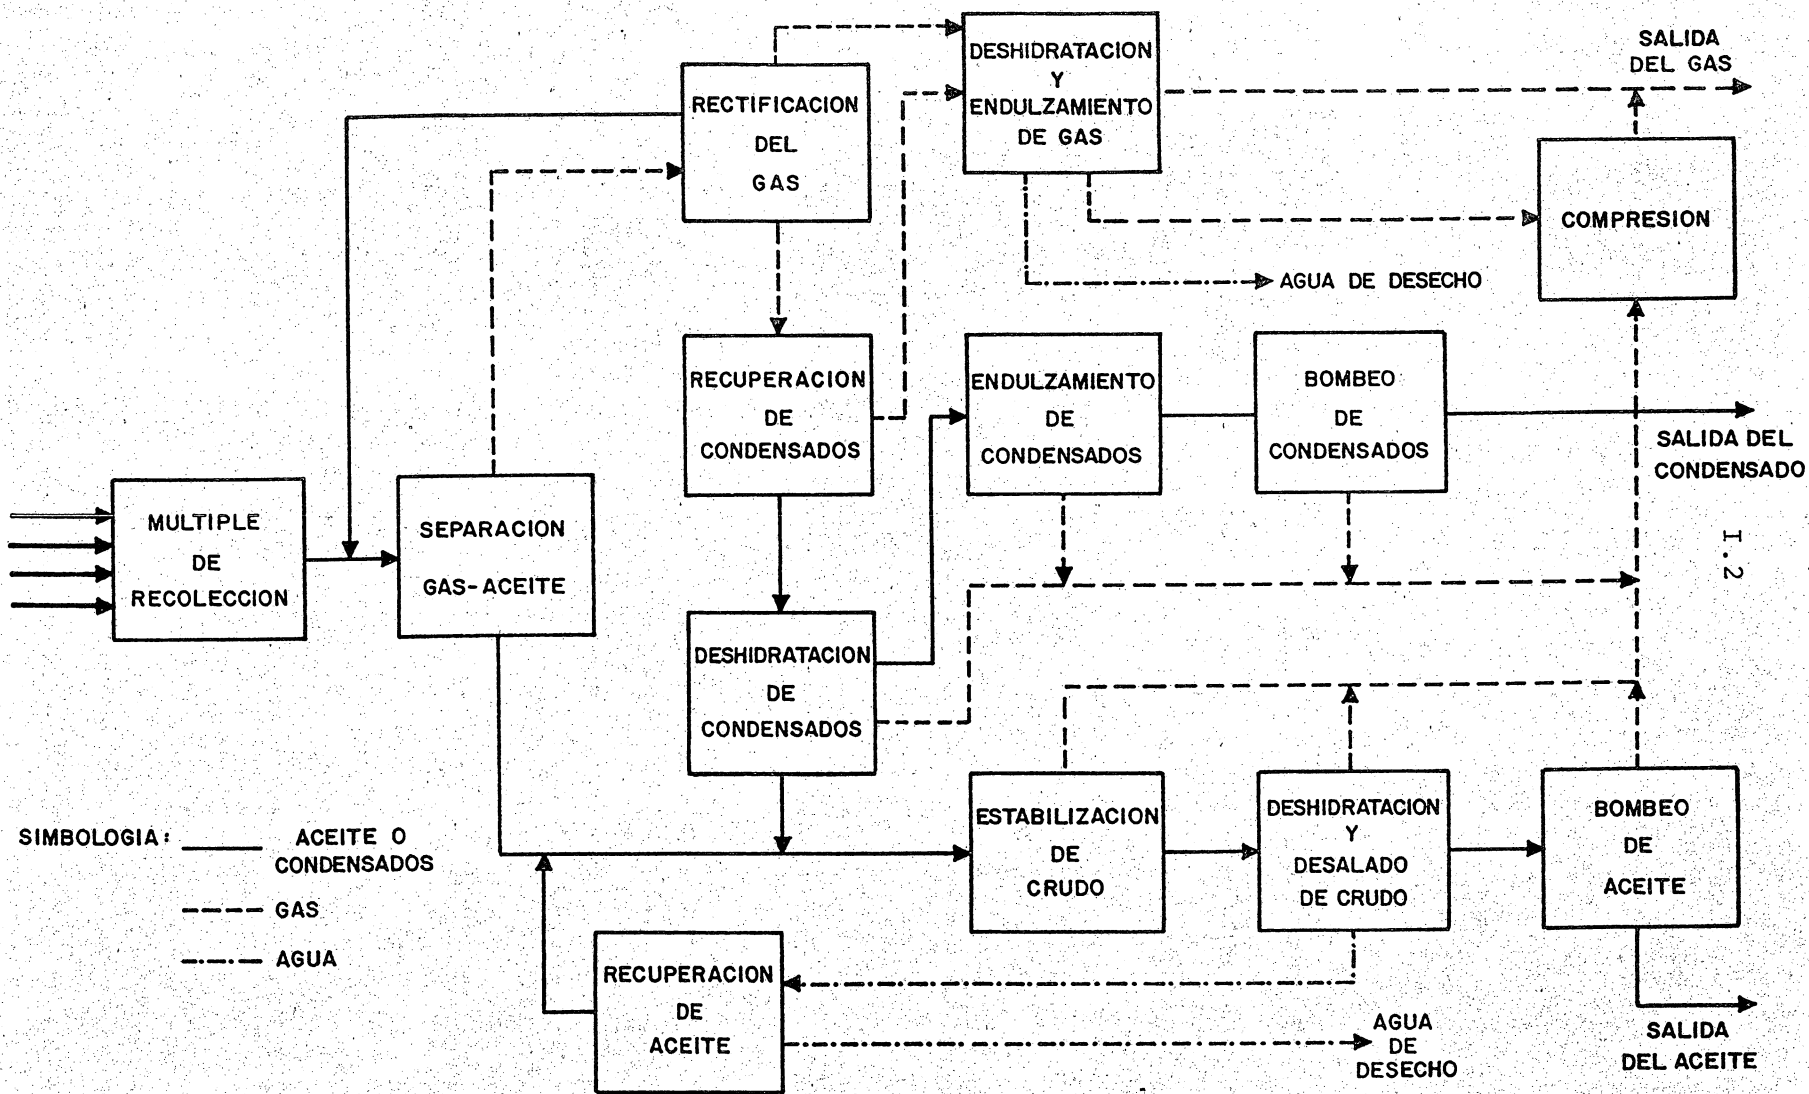 RECTIFICACION
DEL
GAS
DESHIDRATACION
Y
ENDULZAMIENTO
DE GAS
SALIDA
DEL GAS
COMPRESION
AGUA DE DESECHO
RECUPERACION
DE
CONDENSADOS
ENDULZAMIENTO
DE
CONDENSADOS
BOMBEO
DE
CONDENSADOS
SALIDA DEL
CONDENSADO
MULTIPLE
DE
RECOLECCION
SEPARACION
GAS-ACEITE
I.2
DESHIDRATACION
DE
CONDENSADOS
ESTABILIZACION
DE
CRUDO
DESHIDRATACION
Y
DESALADO
DE CRUDO
BOMBEO
DE
ACEITE
SIMBOLOGIA:
ACEITE O
CONDENSADOS
GAS
AGUA
RECUPERACION
DE
ACEITE
AGUA
DE
DESECHO
SALIDA
DEL ACEITE